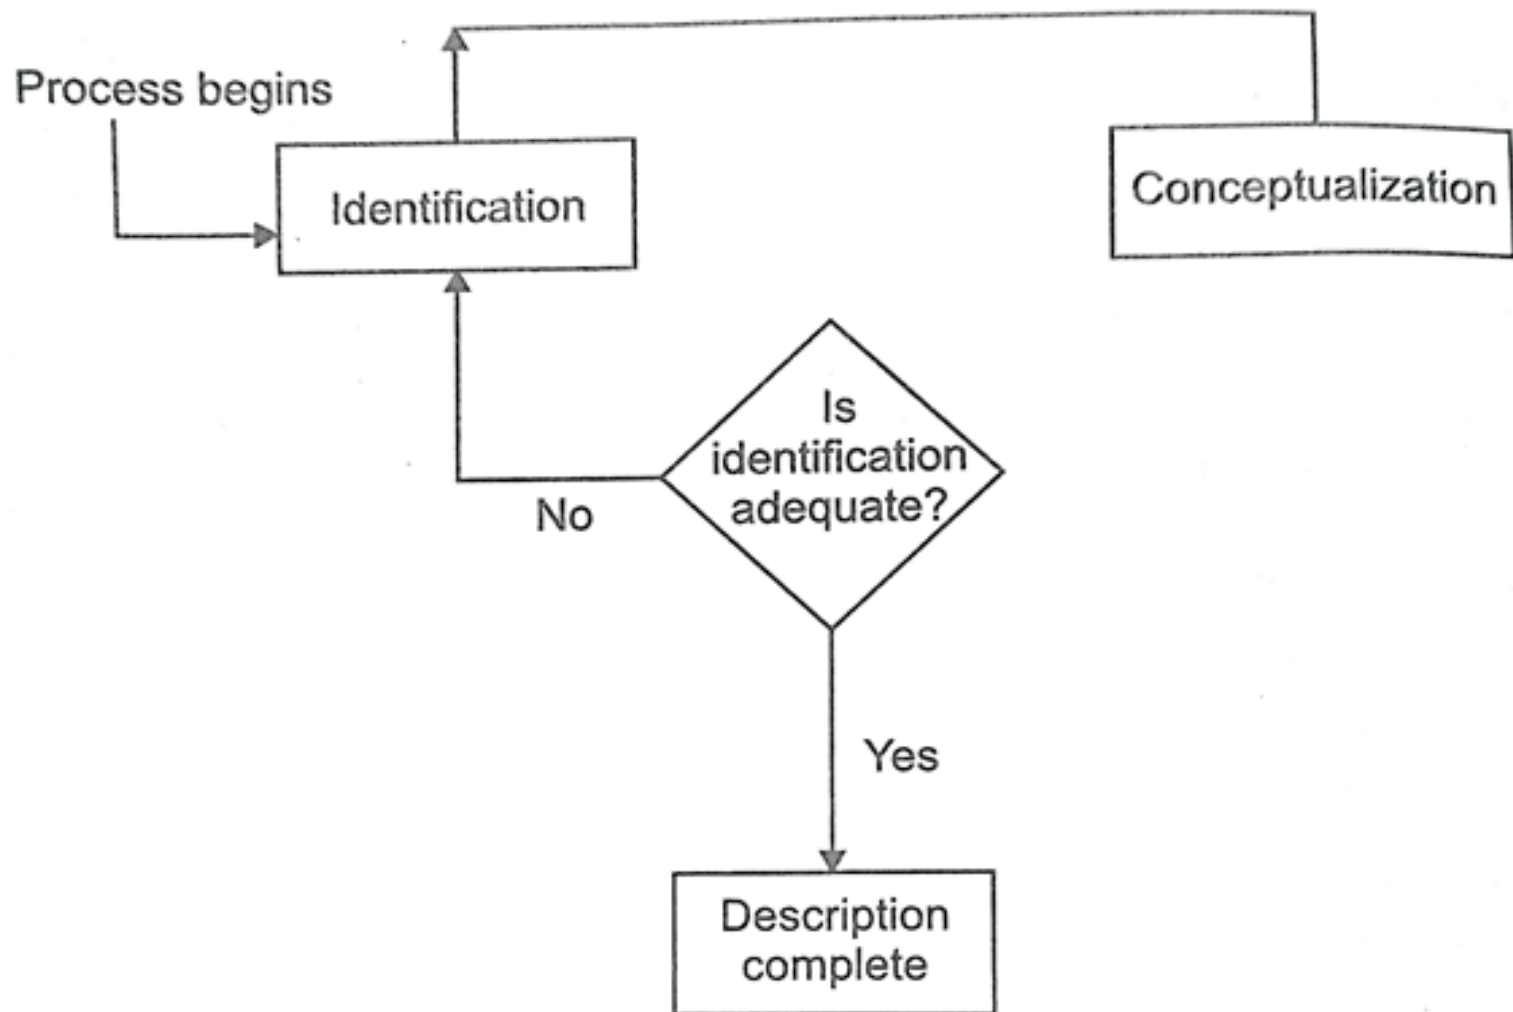 Process begins
Identification
Conceptualization
Is
identification
adequate?
No
Yes
Description
complete